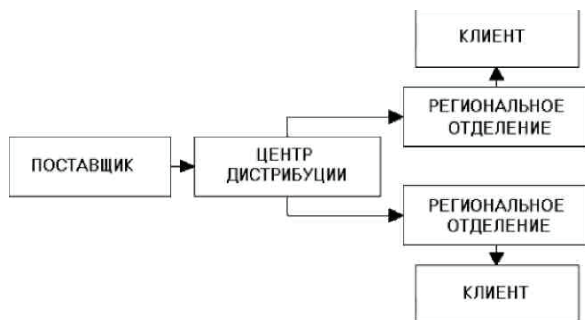 КЛИЕНТ
РЕГИОНАЛЬНОЕ
ОТДЕЛЕНИЕ
ПОСТАВЩИК
ЦЕНТР
ДИСТРИБУЦИИ
РЕГИОНАЛЬНОЕ
ОТДЕЛЕНИЕ
КЛИЕНТ